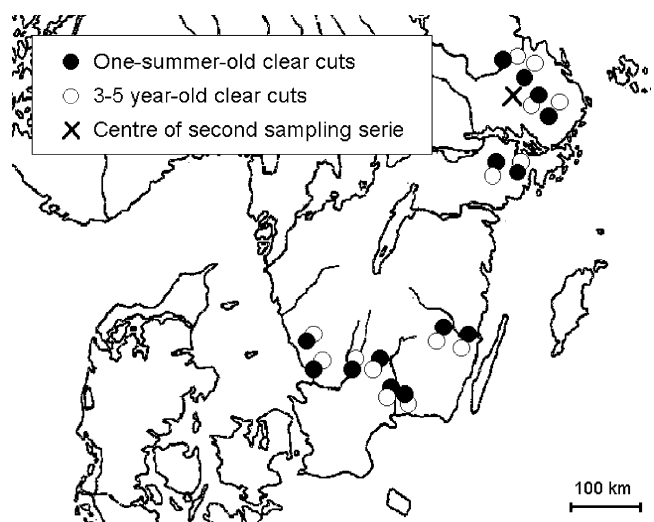 One-summer-old clear cuts
3-5 year-old clear cuts
Centre of second sampling serie
100 km